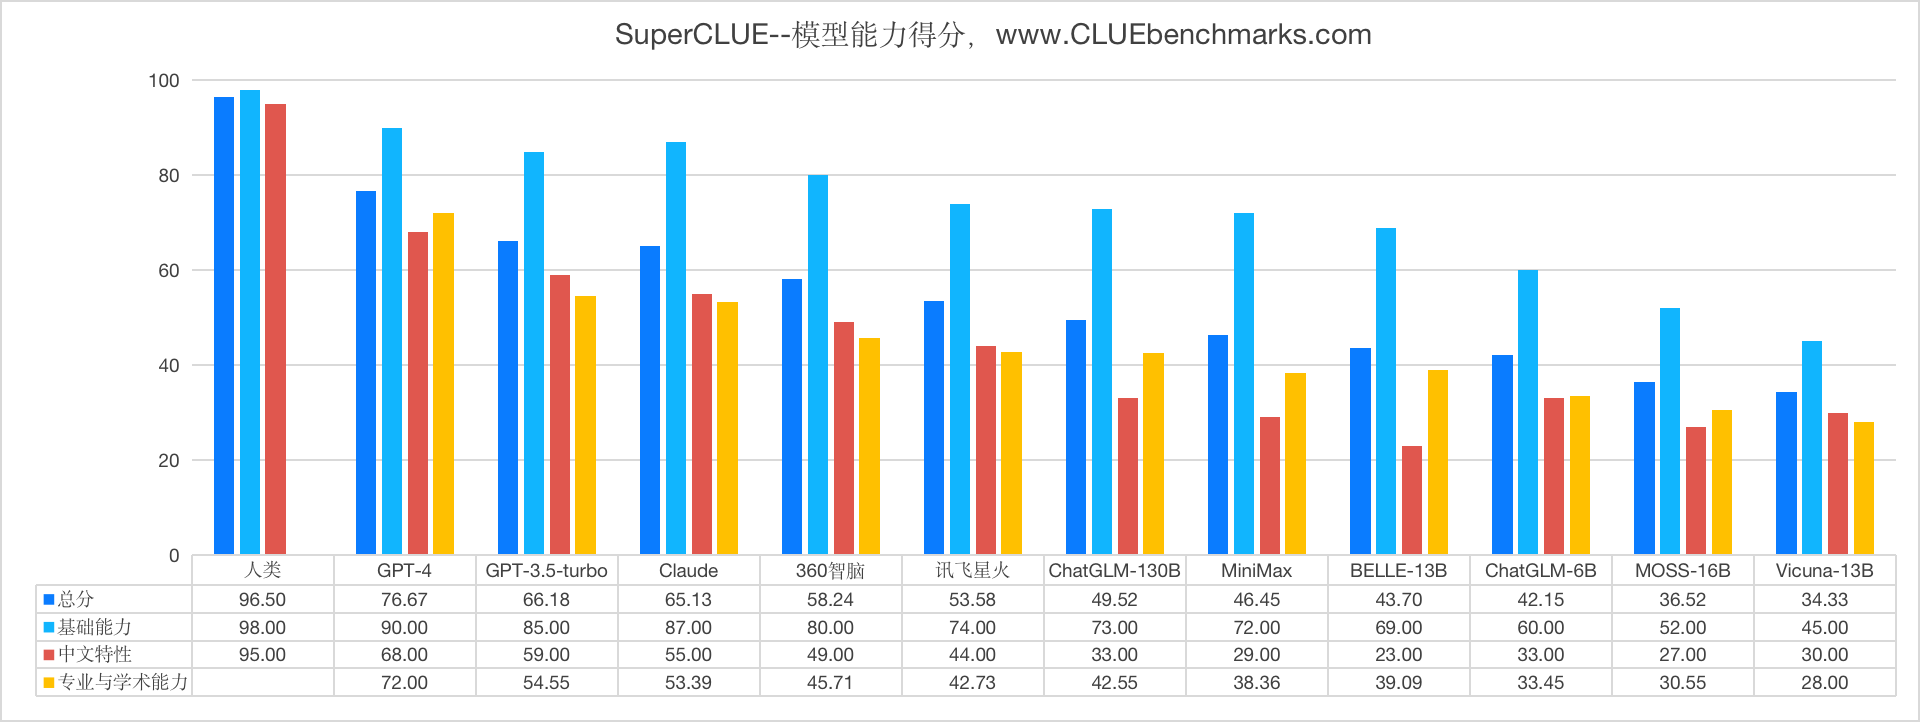 SuperCLUE--模型能力得分，www.CLUEbenchmarks.com
100
80
60
40
20
0
人类 GPT-4 GPT-3.5-turbo Claude 360智脑 讯飞星火 ChatGLM-130B MiniMax BELLE-13B ChatGLM-6B MOSS-16B Vicuna-13B
总分 96.50 76.67 66.18 65.13 58.24 53.58 49.52 46.45 43.70 42.15 36.52 34.33
基础能力 98.00 90.00 85.00 87.00 80.00 74.00 73.00 72.00 69.00 60.00 52.00 45.00
中文特性 95.00 68.00 59.00 55.00 49.00 44.00 33.00 29.00 23.00 33.00 27.00 30.00
专业与学术能力 72.00 54.55 53.39 45.71 42.73 42.55 38.36 39.09 33.45 30.55 28.00